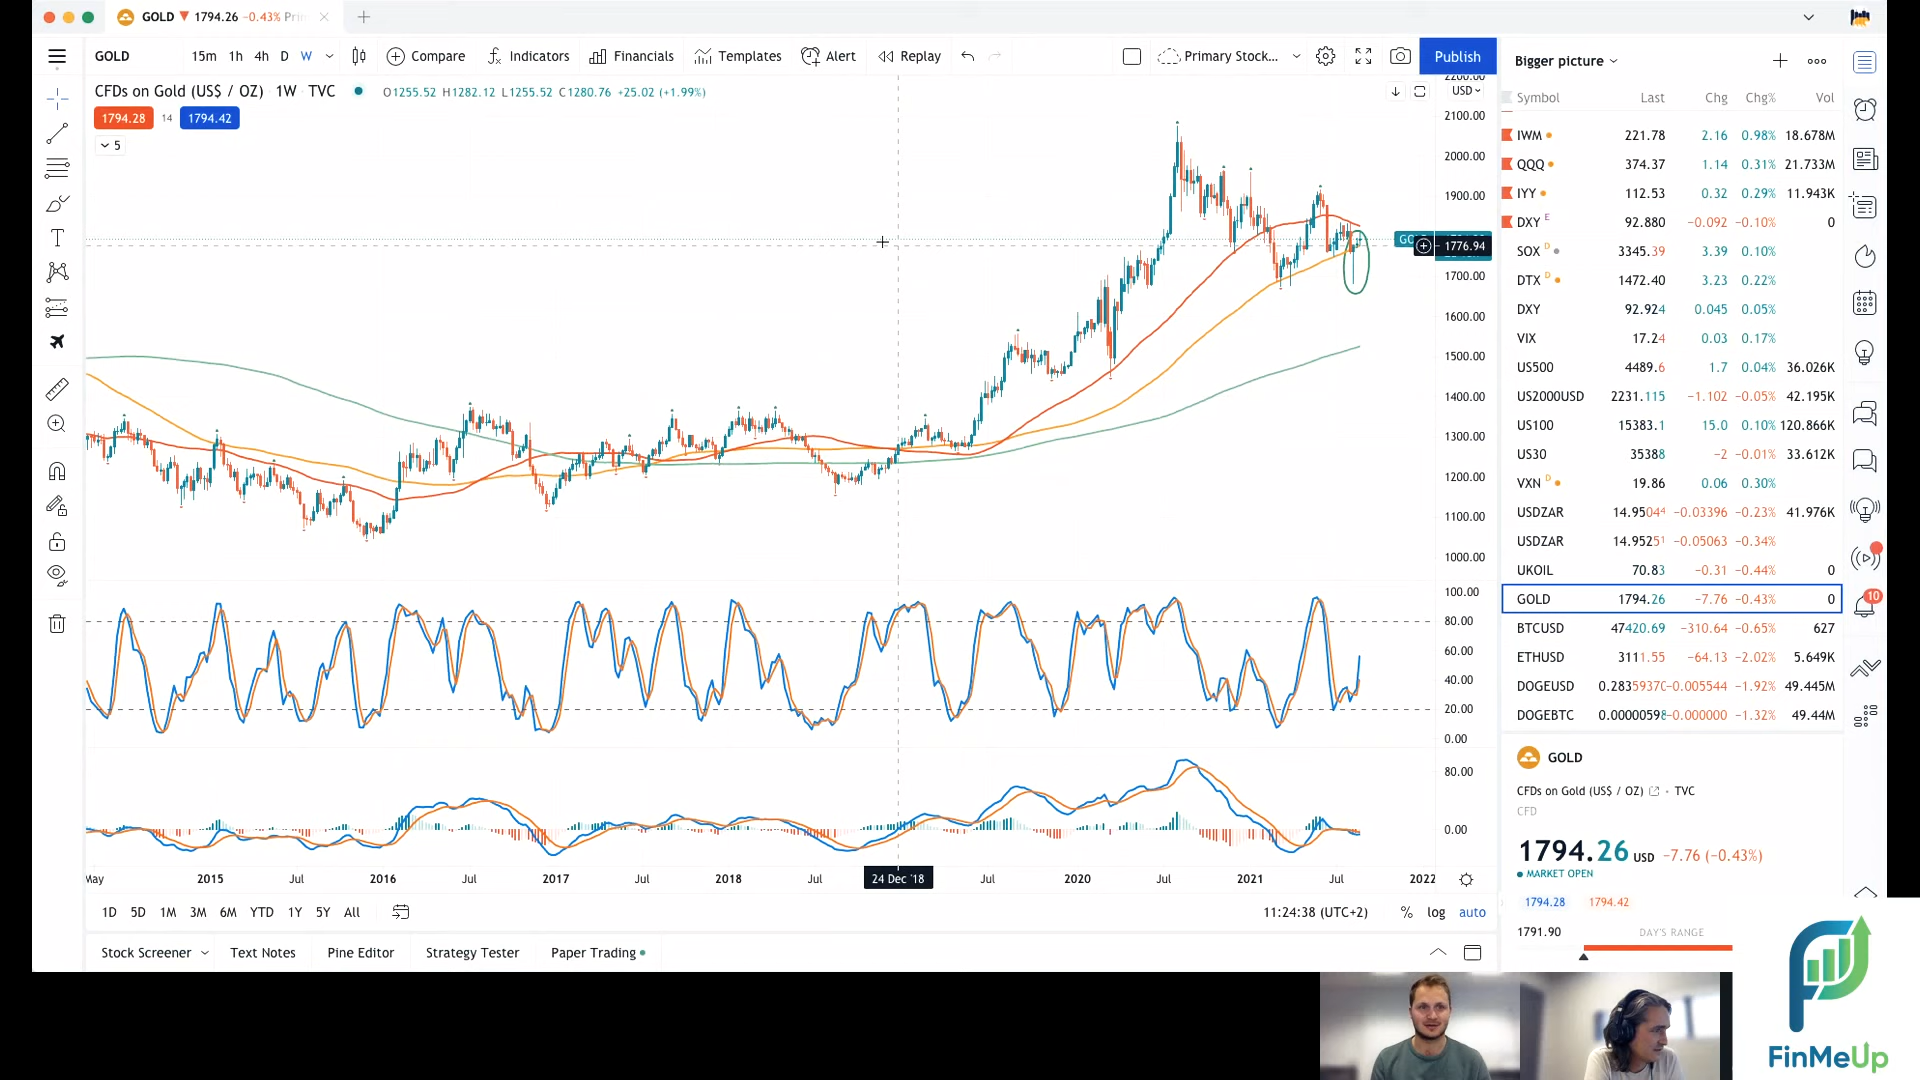 GOLD ▼ 1794.26 −0.43% Pri
GOLD 15m 1h 4h D W Compare Indicators Financials Templates Alert Replay Primary Stock... Publish
CFDs on Gold (US$ / OZ) 1W TVC O1255.52 H1282.12 L1255.52 C1280.76 +25.02 (+1.99%)
1794.28 14 1794.42
5
USD
2200.00
2100.00
2000.00
1900.00
1776.94
1700.00
1600.00
1500.00
1400.00
1300.00
1200.00
1100.00
1000.00
100.00
80.00
60.00
40.00
20.00
0.00
80.00
0.00
May 2015 Jul 2016 Jul 2017 Jul 2018 Jul 24 Dec '18 Jul 2020 Jul 2021 Jul 2022
1D 5D 1M 3M 6M YTD 1Y 5Y All 11:24:38 (UTC+2) % log auto
Stock Screener Text Notes Pine Editor Strategy Tester Paper Trading
Bigger picture
Symbol Last Chg Chg% Vol
IWM 221.78 2.16 0.98% 18.678M
QQQ 374.37 1.14 0.31% 21.733M
IYY 112.53 0.32 0.29% 11.943K
DXY E 92.880 −0.092 −0.10% 0
SOX D 3345.39 3.39 0.10%
DTX D 1472.40 3.23 0.22%
DXY 92.924 0.045 0.05%
VIX 17.24 0.03 0.17%
US500 4489.6 1.7 0.04% 36.026K
US2000USD 2231.115 −1.102 −0.05% 42.195K
US100 15383.1 15.0 0.10% 120.866K
US30 35388 −2 −0.01% 33.612K
VXN D 19.86 0.06 0.30%
USDZAR 14.95044 −0.03396 −0.23% 41.976K
USDZAR 14.95251 −0.05063 −0.34%
UKOIL 70.83 −0.31 −0.44% 0
GOLD 1794.26 −7.76 −0.43% 0
BTCUSD 47420.69 −310.64 −0.65% 627
ETHUSD 3111.55 −64.13 −2.02% 5.649K
DOGEUSD 0.2835937 −0.005544 −1.92% 49.445M
DOGEBTC 0.0000059 −0.000000 −1.32% 49.44M
10
GOLD
CFDs on Gold (US$ / OZ) • TVC
CFD
1794.26 USD −7.76 (−0.43%)
MARKET OPEN
1794.28 1794.42
1791.90 DAY'S RANGE
FinMeUp